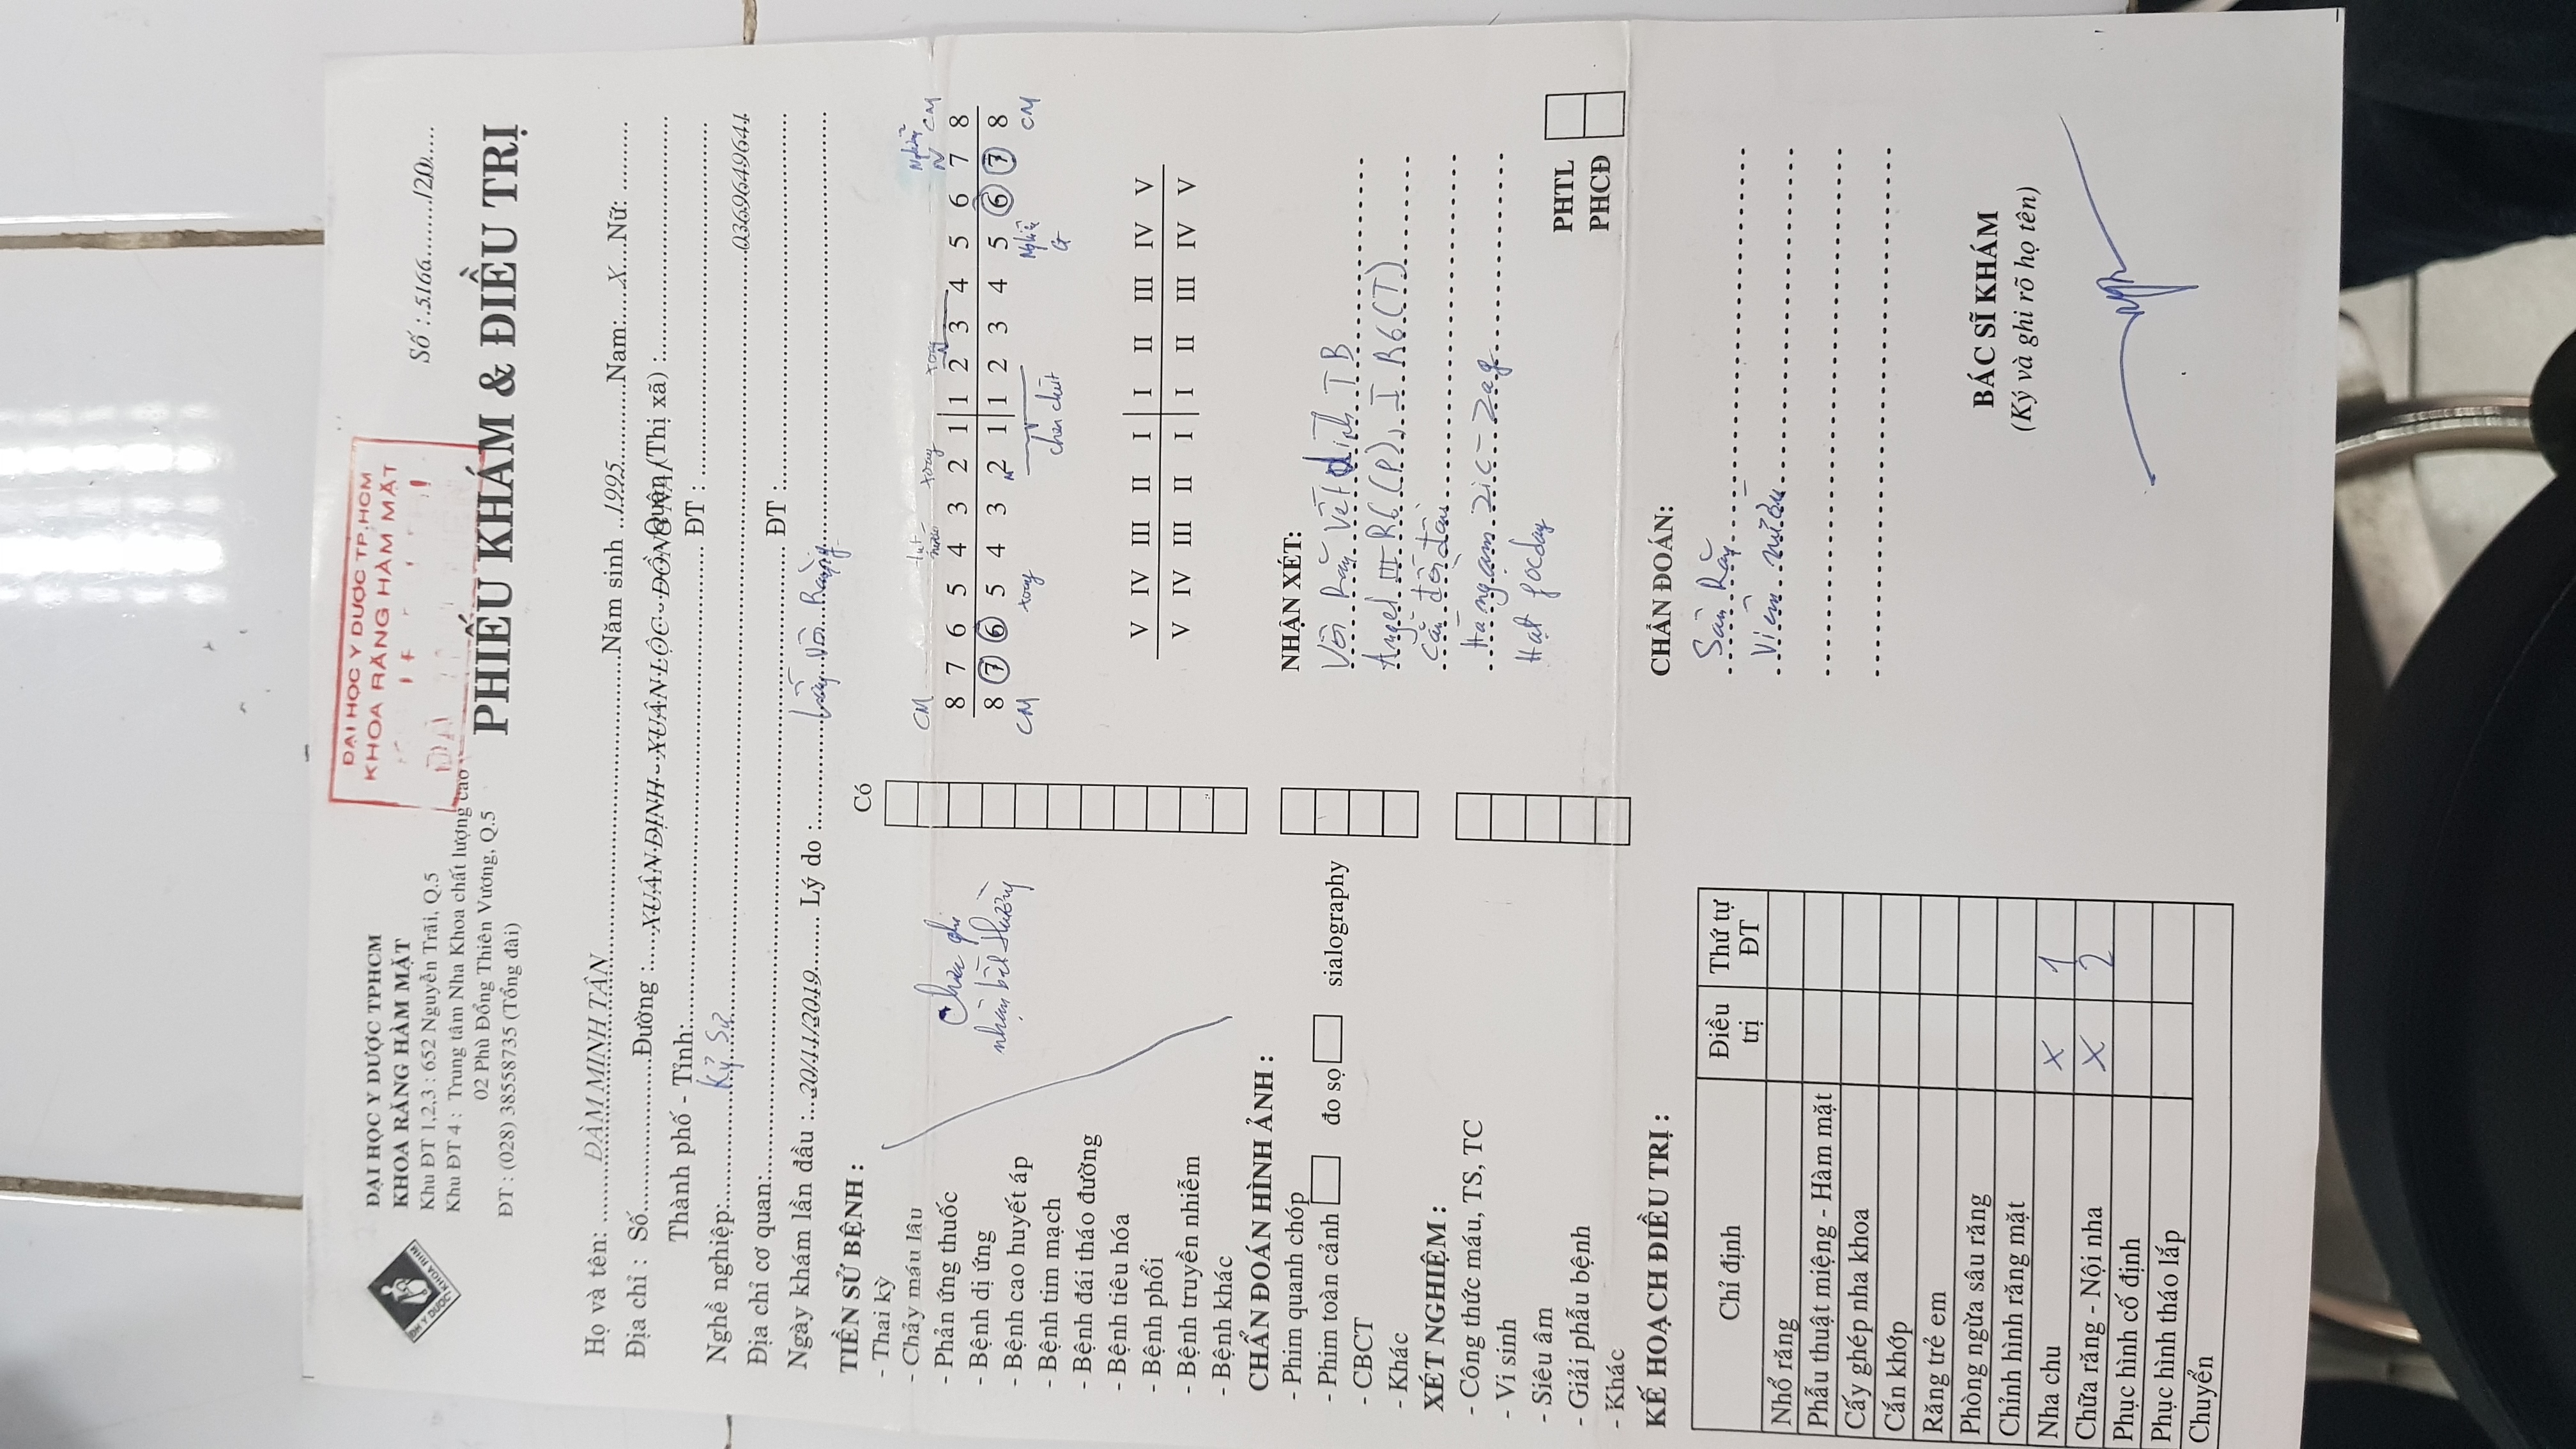 ĐẠI HỌC Y DƯỢC TPHCM
KHOA RĂNG HÀM MẶT
Khu ĐT 1,2,3 : 652 Nguyễn Trãi, Q.5
Khu ĐT 4 : Trung tâm Nha Khoa chất lượng cao
02 Phù Đổng Thiên Vương, Q.5
ĐT : (028) 38558735 (Tổng đài)
ĐH Y DƯỢC KHOA RHM
ĐẠI HỌC Y DƯỢC TP.HCM
KHOA RĂNG HÀM MẶT
Số : 5166 /20
PHIẾU KHÁM & ĐIỀU TRỊ
Họ và tên: ĐÀM MINH TÂN Năm sinh 1995 Nam: X Nữ:
Địa chỉ : Số Đường : XUÂN ĐỊNH - XUÂN LỘC - ĐỒNG NAI Quận (Thị xã) :
Thành phố - Tỉnh: ĐT :
Nghề nghiệp: Kỹ Sư 0369649641
Địa chỉ cơ quan: ĐT :
Ngày khám lần đầu : 20/11/2019 Lý do : Lấy Vôi Răng
TIỀN SỬ BỆNH : Có
- Thai kỳ
- Chảy máu lâu
- Phản ứng thuốc
- Bệnh dị ứng
- Bệnh cao huyết áp
- Bệnh tim mạch
- Bệnh đái tháo đường
- Bệnh tiêu hóa
- Bệnh phổi
- Bệnh truyền nhiễm
- Bệnh khác
Chưa ghi
nhận bất thường
CM xoay xoay CM
8 7 6 5 4 3 2 1 1 2 3 4 5 6 7 8
8 7 6 5 4 3 2 1 1 2 3 4 5 6 7 8
CM xoay chen chút CM
V IV III II I I II III IV V
V IV III II I I II III IV V
CHẨN ĐOÁN HÌNH ẢNH :
- Phim quanh chóp
- Phim toàn cảnh đo sọ sialography
- CBCT
- Khác
XÉT NGHIỆM :
- Công thức máu, TS, TC
- Vi sinh
- Siêu âm
- Giải phẫu bệnh
- Khác
NHẬN XÉT:
Vôi Răng Vết dính TB
Angel III R6 (P), I R6 (T)
Cắn đối đầu
Há ngậm zic-zag
PHTL
PHCĐ
KẾ HOẠCH ĐIỀU TRỊ :
Chỉ định Điều trị Thứ tự ĐT
Nhổ răng
Phẫu thuật miệng - Hàm mặt
Cấy ghép nha khoa
Cắn khớp
Răng trẻ em
Phòng ngừa sâu răng
Chỉnh hình răng mặt
Nha chu X 1
Chữa răng - Nội nha X 2
Phục hình cố định
Phục hình tháo lắp
Chuyển
CHẨN ĐOÁN:
Sâu Răng
Viêm nướu
BÁC SĨ KHÁM
(Ký và ghi rõ họ tên)